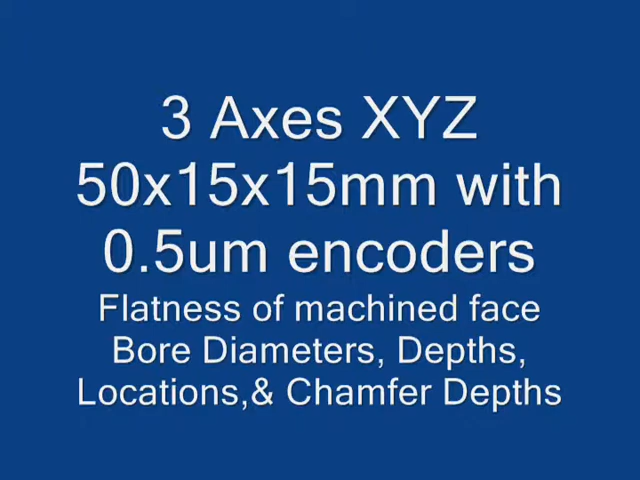 3 Axes XYZ
50x15x15mm with
0.5um encoders
Flatness of machined face
Bore Diameters, Depths,
Locations,& Chamfer Depths